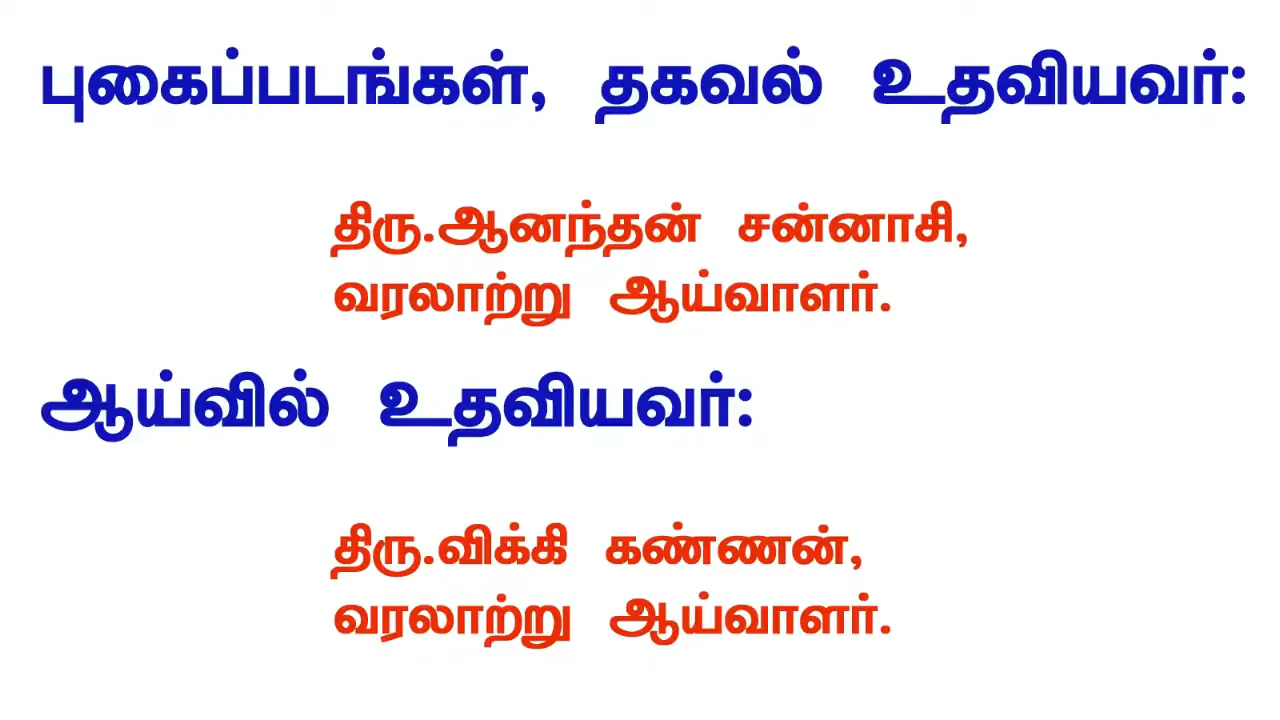 புகைப்படங்கள், தகவல் உதவியவர்:
திரு.ஆனந்தன் சன்னாசி,
வரலாற்று ஆய்வாளர்.
ஆய்வில் உதவியவர்:
திரு.விக்கி கண்ணன்,
வரலாற்று ஆய்வாளர்.